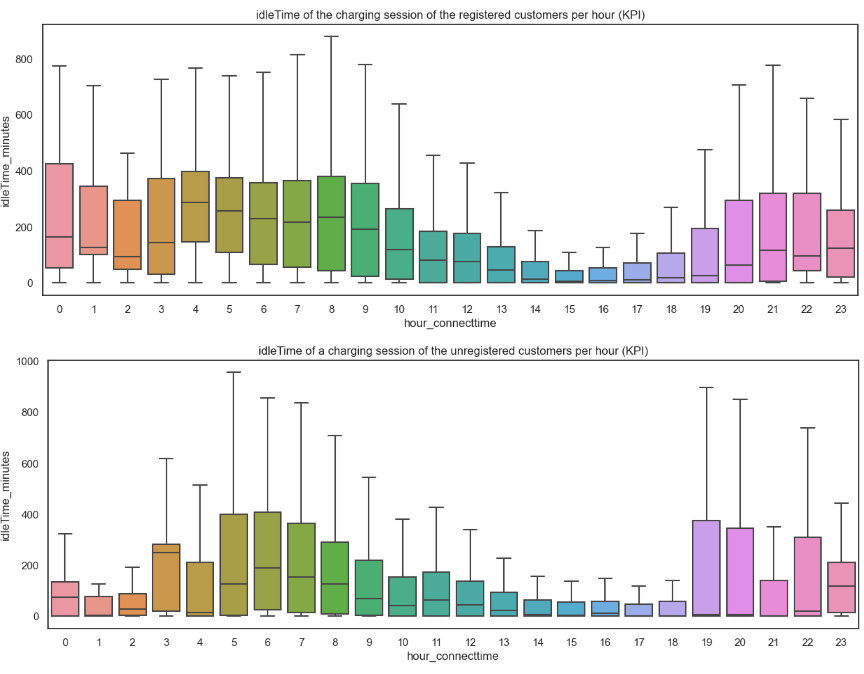 idleTime of the charging session of the registered customers per hour (KPI)
800
600
400
200
0
idleTime_minutes
0 1 2 3 4 5 6 7 8 9 10 11 12 13 14 15 16 17 18 19 20 21 22 23
hour_connecttime
idleTime of a charging session of the unregistered customers per hour (KPI)
1000
800
600
400
200
0
idleTime_minutes
0 1 2 3 4 5 6 7 8 9 10 11 12 13 14 15 16 17 18 19 20 21 22 23
hour_connecttime